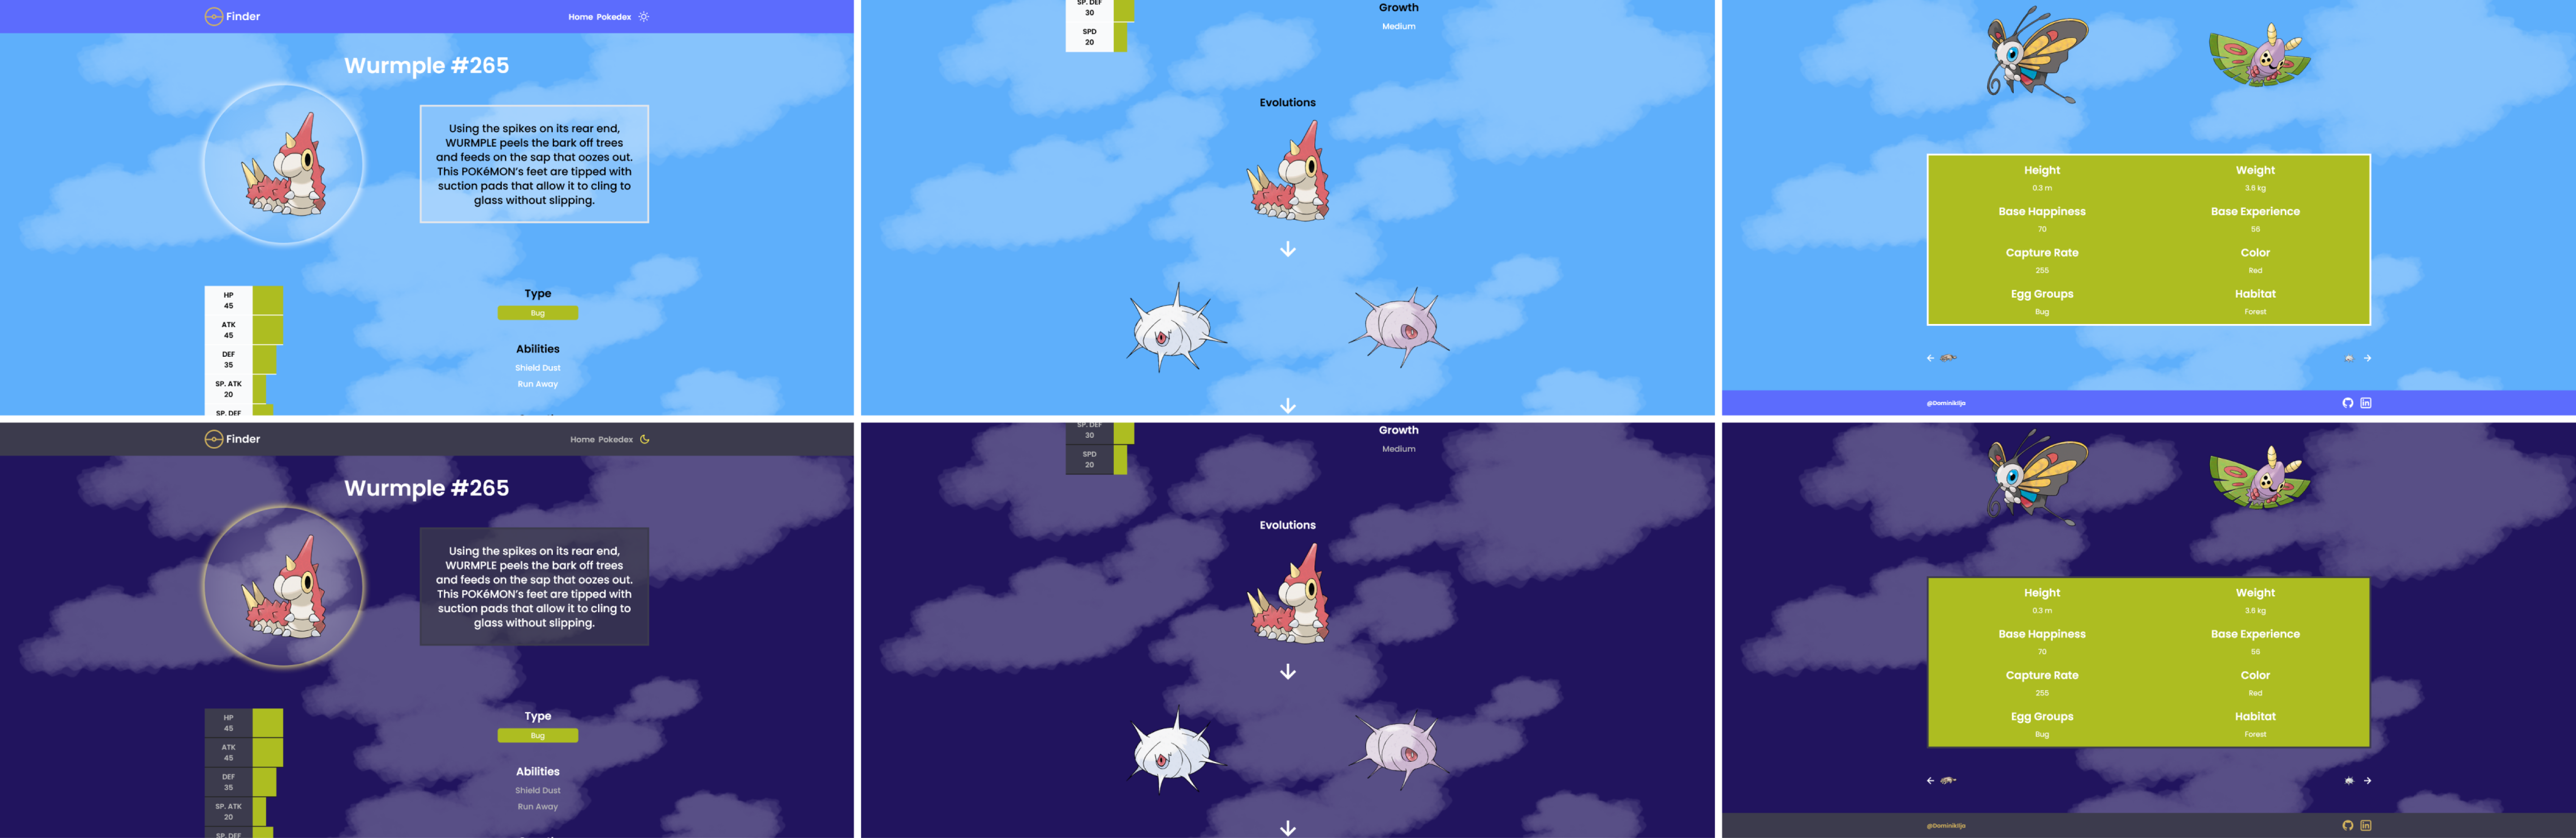 Finder
Home Pokedex
Wurmple #265
Using the spikes on its rear end,
WURMPLE peels the bark off trees
and feeds on the sap that oozes out.
This POKéMON's feet are tipped with
suction pads that allow it to cling to
glass without slipping.
HP
45
ATK
45
DEF
35
SP. ATK
20
SP. DEF
Type
Bug
Abilities
Shield Dust
Run Away
SP. DEF
30
SPD
20
Growth
Medium
Evolutions
Height
0.3 m
Weight
3.6 kg
Base Happiness
70
Base Experience
56
Capture Rate
255
Color
Red
Egg Groups
Bug
Habitat
Forest
@DominikIlja
in
Finder
Home Pokedex
Wurmple #265
Using the spikes on its rear end,
WURMPLE peels the bark off trees
and feeds on the sap that oozes out.
This POKéMON's feet are tipped with
suction pads that allow it to cling to
glass without slipping.
HP
45
ATK
45
DEF
35
SP. ATK
20
SP. DEF
Type
Bug
Abilities
Shield Dust
Run Away
SP. DEF
30
SPD
20
Growth
Medium
Evolutions
Height
0.3 m
Weight
3.6 kg
Base Happiness
70
Base Experience
56
Capture Rate
255
Color
Red
Egg Groups
Bug
Habitat
Forest
@DominikIlja
in